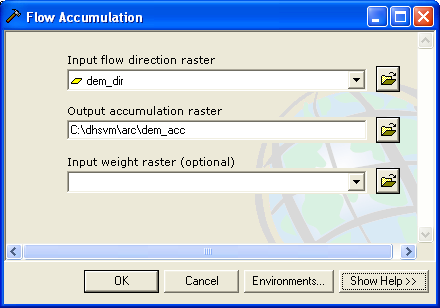 Flow Accumulation
Input flow direction raster
dem_dir
Output accumulation raster
C:\dhsvm\arc\dem_acc
Input weight raster (optional)
OK Cancel Environments... Show Help >>